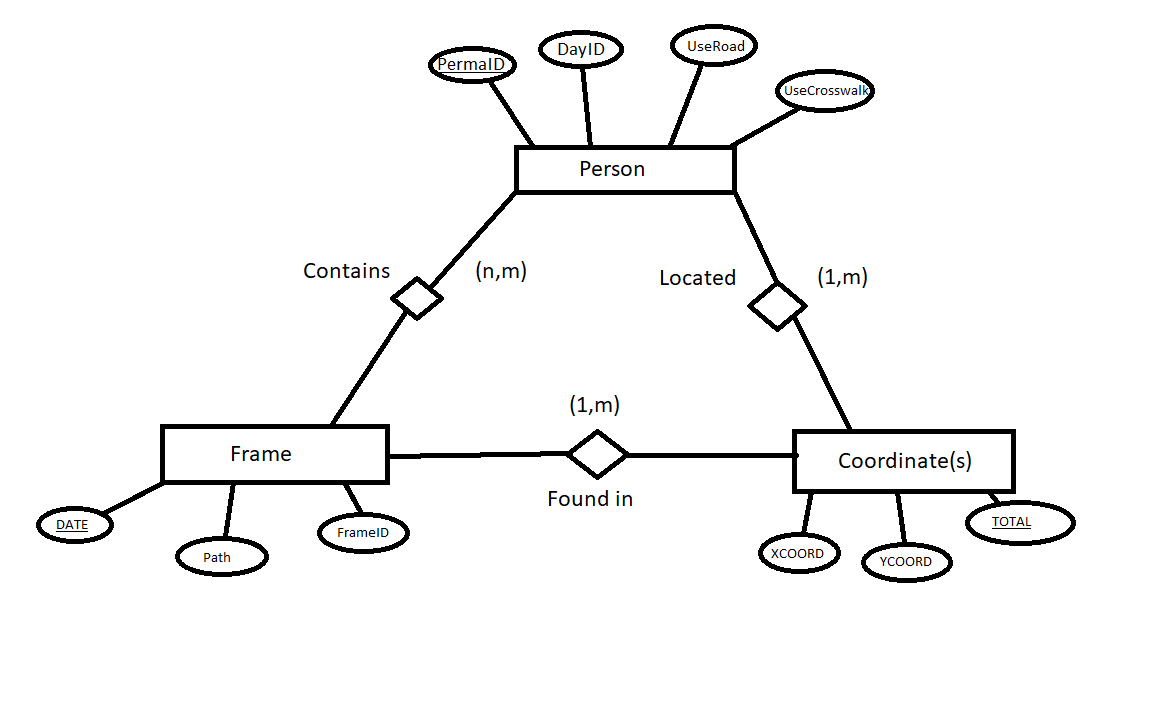 PermaID
DayID
UseRoad
UseCrosswalk
Person
Contains
(n,m)
Located
(1,m)
(1,m)
Frame
Coordinate(s)
Found in
DATE
Path
FrameID
XCOORD
YCOORD
TOTAL